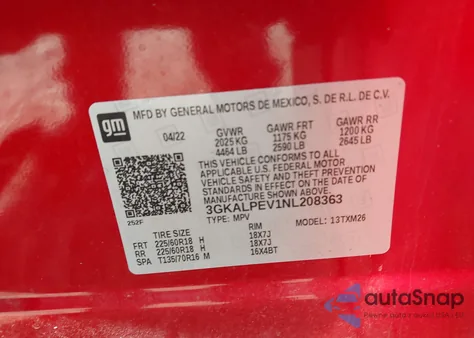 MFD BY GENERAL MOTORS DE MEXICO, S. DE R.L. DE C.V.
gm
04/22 GVWR GAWR FRT GAWR RR
2025 KG 1175 KG 1200 KG
4464 LB 2590 LB 2645 LB
THIS VEHICLE CONFORMS TO ALL
APPLICABLE U.S. FEDERAL MOTOR
VEHICLE SAFETY AND THEFT PREVENTION
STANDARDS IN EFFECT ON THE DATE OF
MANUFACTURE SHOWN ABOVE.
3GKALPEV1NL208363
TYPE: MPV MODEL: 13TXM26
252F
TIRE SIZE RIM
FRT 225/60R18 H 18X7J
RR 225/60R18 H 18X7J
SPA T135/70R16 M 16X4BT
autoSnap